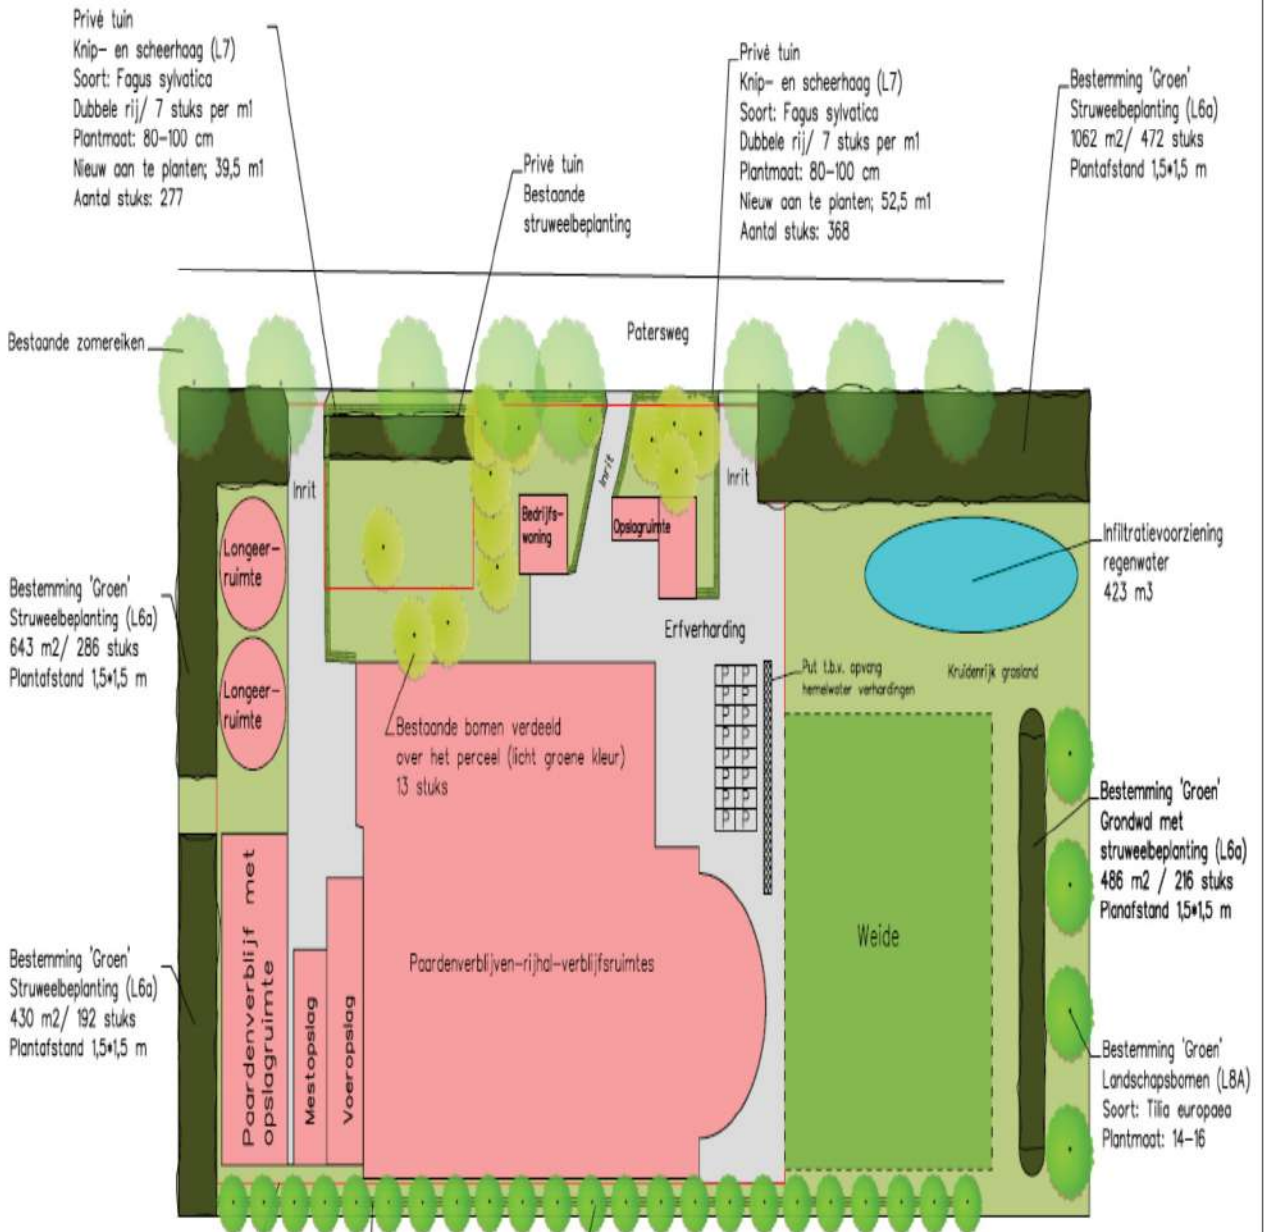 Privé tuin
Knip- en scheerhaag (L7)
Soort: Fagus sylvatica
Dubbele rij/ 7 stuks per m1
Plantmaat: 80-100 cm
Nieuw aan te planten; 39,5 m1
Aantal stuks: 277
Privé tuin
Bestaande
struweelbeplanting
Privé tuin
Knip- en scheerhaag (L7)
Soort: Fagus sylvatica
Dubbele rij/ 7 stuks per m1
Plantmaat: 80-100 cm
Nieuw aan te planten; 52,5 m1
Aantal stuks: 368
Bestemming 'Groen'
Struweelbeplanting (L6a)
1062 m2/ 472 stuks
Plantafstand 1,5*1,5 m
Bestaande zomereiken
Patersweg
Inrit
Inrit
Inrit
Bedrijfs-
woning
Opslagruimte
Longeer-
ruimte
Longeer-
ruimte
Infiltratievoorziening
regenwater
423 m3
Bestemming 'Groen'
Struweelbeplanting (L6a)
643 m2/ 286 stuks
Plantafstand 1,5*1,5 m
Erfverharding
Put t.b.v. opvang
hemelwater verhardingen
Kruidenrijk grasland
P P
P P
P P
P P
P P
P P
P P
P P
Bestaande bomen verdeeld
over het perceel (licht groene kleur)
13 stuks
Bestemming 'Groen'
Grondwal met
struweelbeplanting (L6a)
486 m2 / 216 stuks
Planafstand 1,5*1,5 m
Paardenverblijf met
opslagruimte
Mestopslag
Voeropslag
Paardenverblijven-rijhal-verblijfsruimtes
Weide
Bestemming 'Groen'
Struweelbeplanting (L6a)
430 m2/ 192 stuks
Plantafstand 1,5*1,5 m
Bestemming 'Groen'
Landschapsbomen (L8A)
Soort: Tilia europaea
Plantmaat: 14-16